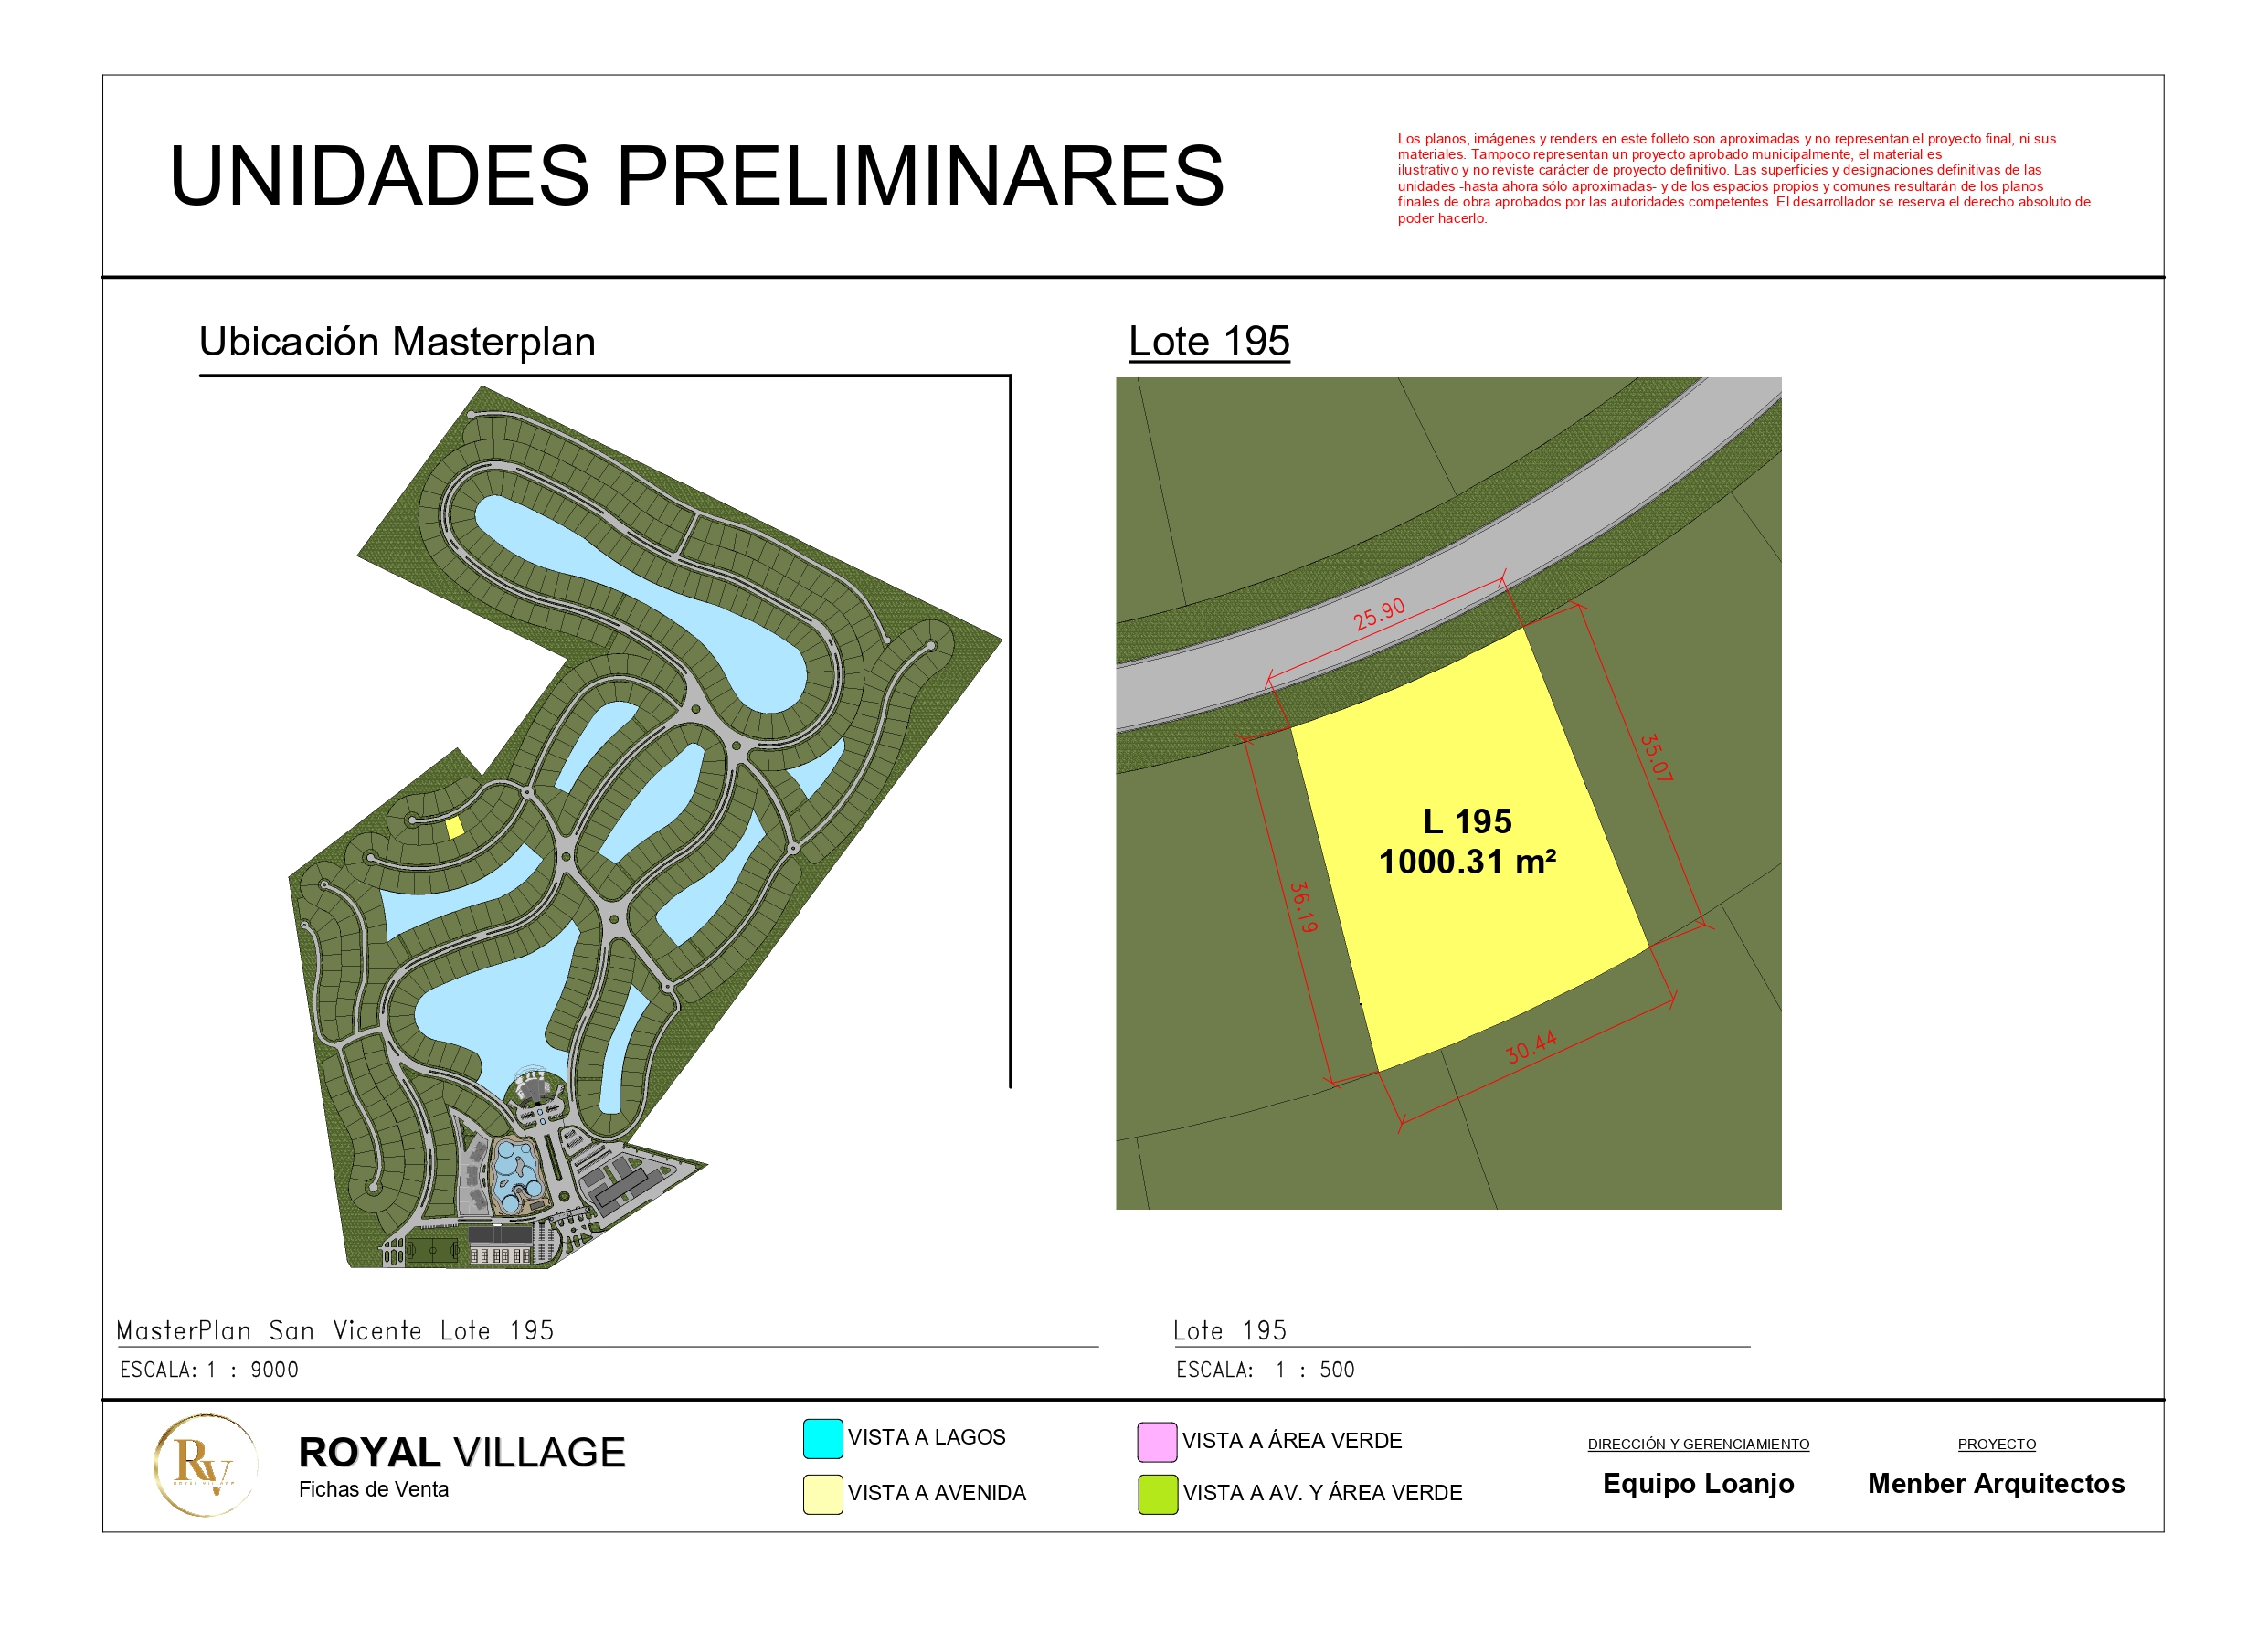 UNIDADES PRELIMINARES
Los planos, imágenes y renders en este folleto son aproximadas y no representan el proyecto final, ni sus
materiales. Tampoco representan un proyecto aprobado municipalmente, el material es
ilustrativo y no reviste carácter de proyecto definitivo. Las superficies y designaciones definitivas de las
unidades -hasta ahora sólo aproximadas- y de los espacios propios y comunes resultarán de los planos
finales de obra aprobados por las autoridades competentes. El desarrollador se reserva el derecho absoluto de
poder hacerlo.
Ubicación Masterplan
Lote 195
25.90
35.07
L 195
1000.31 m²
36.19
30.44
MasterPlan San Vicente Lote 195
ESCALA: 1 : 9000
Lote 195
ESCALA: 1 : 500
RV
ROYAL VILLAGE
ROYAL VILLAGE
Fichas de Venta
VISTA A LAGOS
VISTA A AVENIDA
VISTA A ÁREA VERDE
VISTA A AV. Y ÁREA VERDE
DIRECCIÓN Y GERENCIAMIENTO
Equipo Loanjo
PROYECTO
Menber Arquitectos